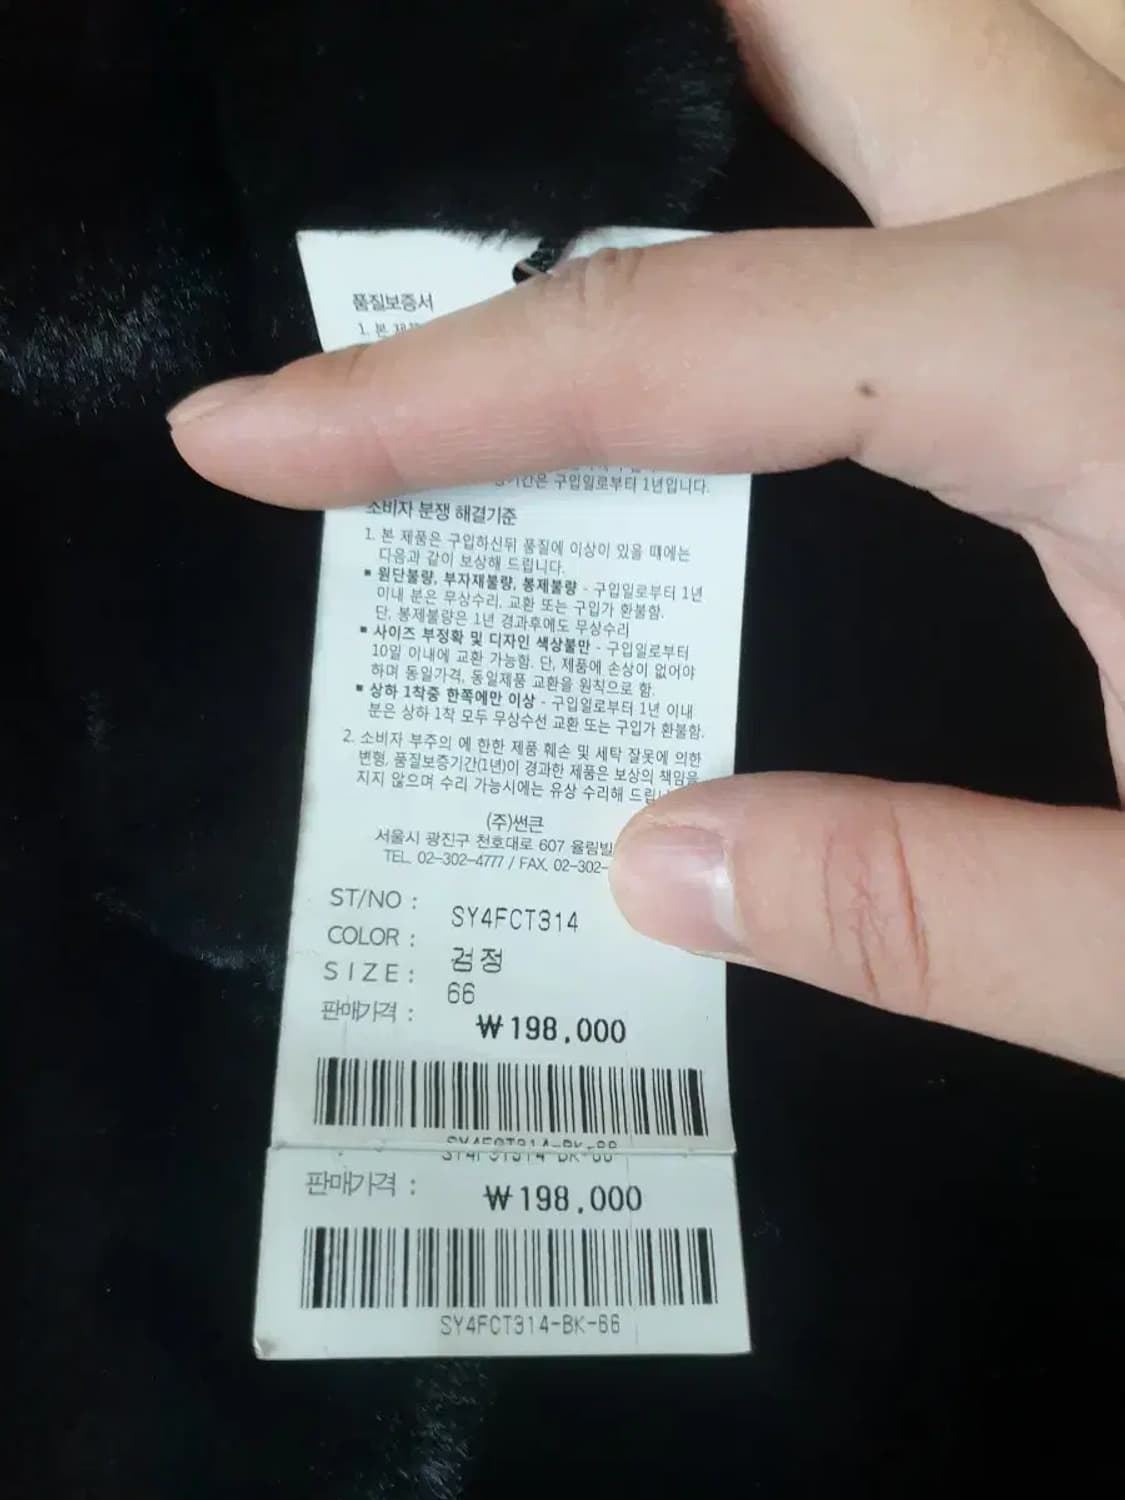 품질보증서
1. 본
구입일로부터 1년입니다.
소비자 분쟁 해결기준
1. 본 제품은 구입하신뒤 품질에 이상이 있을 때에는
다음과 같이 보상해 드립니다.
▪ 원단불량, 부자재불량, 봉제불량 - 구입일로부터 1년
이내 분은 무상수리, 교환 또는 구입가 환불함.
단, 봉제불량은 1년 경과후에도 무상수리
▪ 사이즈 부정확 및 디자인 색상불만 - 구입일로부터
10일 이내에 교환 가능함. 단, 제품에 손상이 없어야
하며 동일가격, 동일제품 교환을 원칙으로 함.
▪ 상하 1착중 한쪽에만 이상 - 구입일로부터 1년 이내
분은 상하 1착 모두 무상수선 교환 또는 구입가 환불함.
2. 소비자 부주의 에 한한 제품 훼손 및 세탁 잘못에 의한
변형, 품질보증기간(1년)이 경과한 제품은 보상의 책임을
지지 않으며 수리 가능시에는 유상 수리해
(주)썬큰
서울시 광진구 천호대로 607 율림빌
TEL. 02-302-4777 / FAX. 02-302-
ST/NO : SY4FCT314
COLOR : 검정
SIZE : 66
판매가격 : ₩198,000
SY4FCT314-BK-66
판매가격 : ₩198,000
SY4FCT314-BK-66